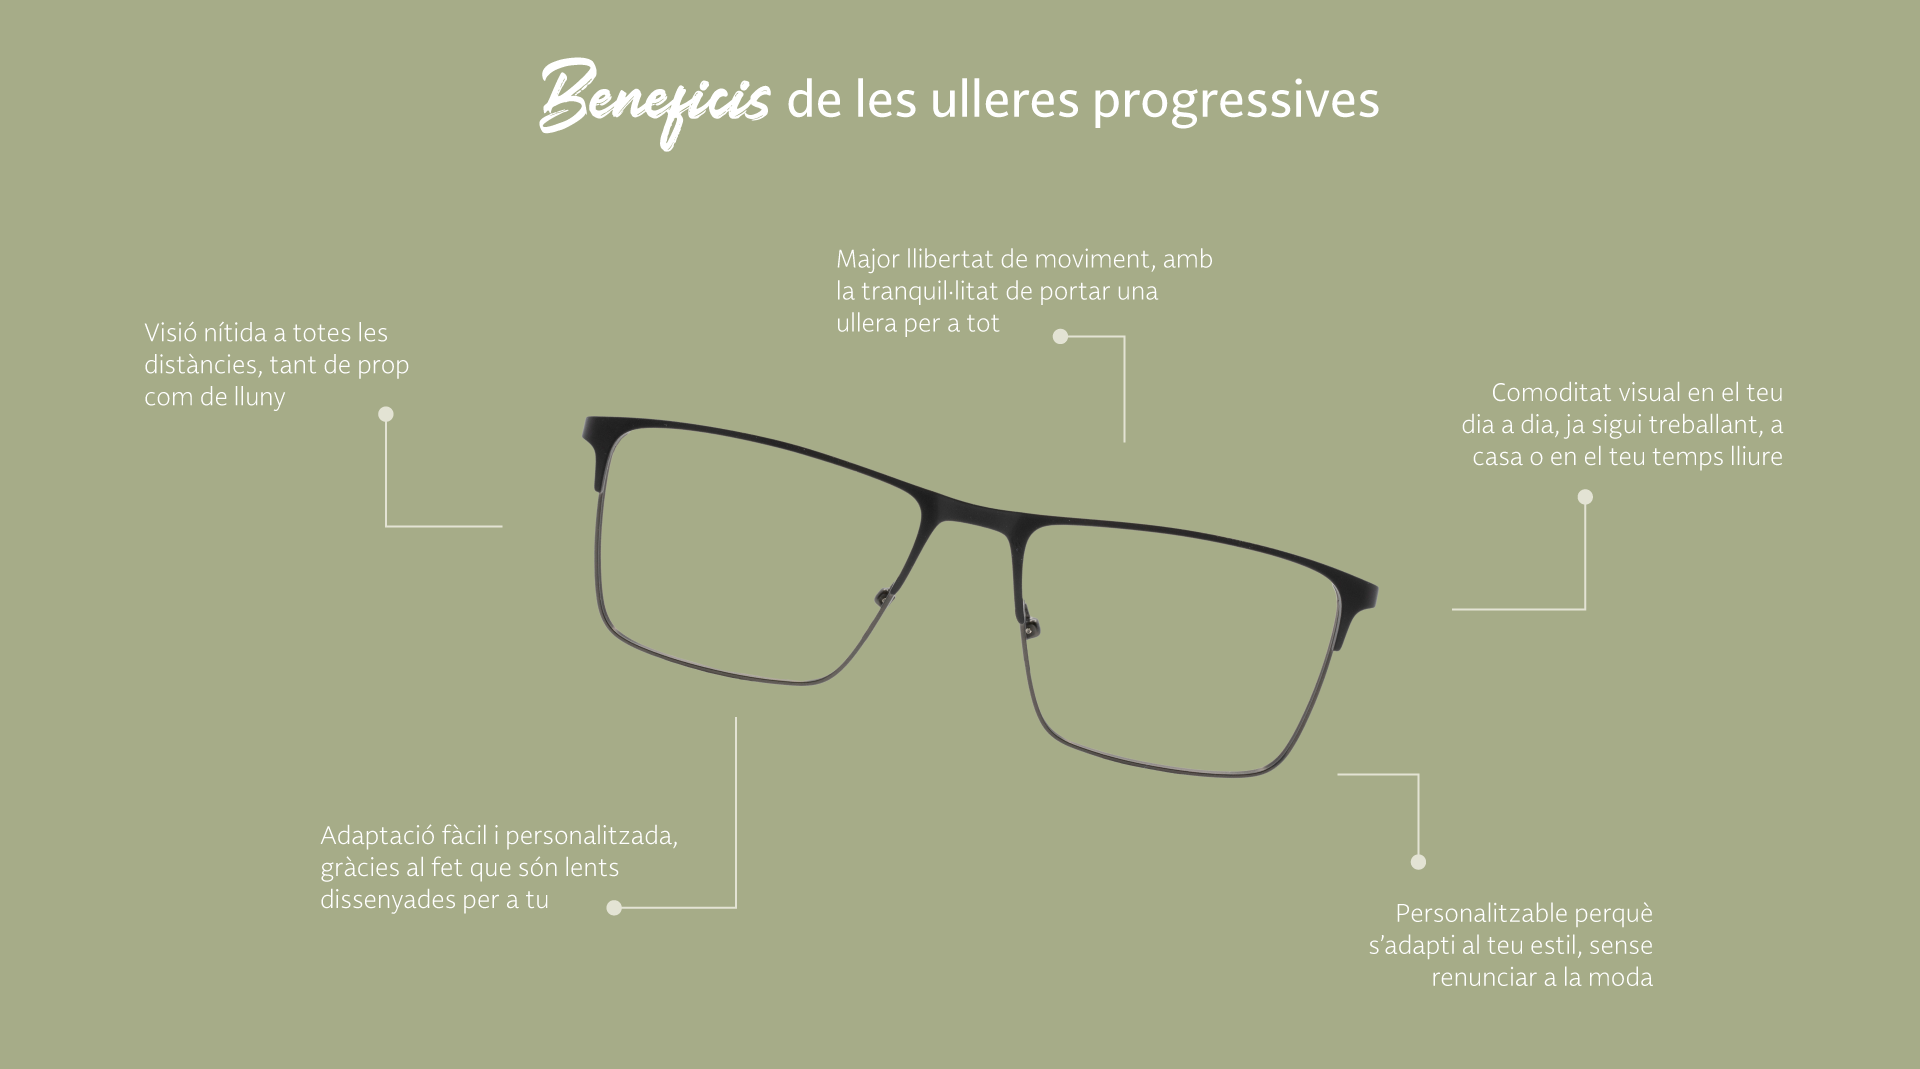 Beneficis de les ulleres progressives
Major llibertat de moviment, amb
la tranquil·litat de portar una
ullera per a tot
Visió nítida a totes les
distàncies, tant de prop
com de lluny
Comoditat visual en el teu
dia a dia, ja sigui treballant, a
casa o en el teu temps lliure
Adaptació fàcil i personalitzada,
gràcies al fet que són lents
dissenyades per a tu
Personalitzable perquè
s’adapti al teu estil, sense
renunciar a la moda